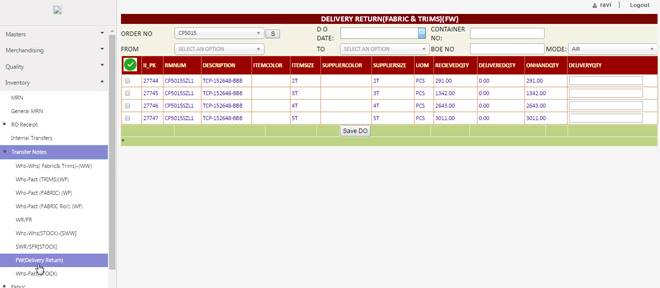 ravi Logout
Masters
Merchandising
Quality
Inventory
MRN
General MRN
RO Receipt
Internal Transfers
Transfer Notes
Whs-Whs( Fabric& Trims)-(WW)
Whs-Fact (TRIMS)(WF)
Whs-Fact (FABRIC) (WF)
Whs-Fact (FABRIC Roll) (WF)
WR/FR
Whs-Whs(STOCK)-[SWW]
SWR/SFR[STOCK]
FW(Delivery Return)
Whs-Fact(STOCK)
Fabric
DELIVERY RETURN(FABRIC & TRIMS)(FW)
ORDER NO CP5015 S D O DATE: CONTAINER NO:
FROM SELECT AN OPTION TO SELECT AN OPTION BOE NO MODE: AIR
R_PK RMNUM DESCRIPTION ITEMCOLOR ITEMSIZE SUPPLIERCOLOR SUPPLIERSIZE UOM RECIEVEDQTY DELIVEREDQTY ONHANDQTY DELIVERYQTY
27744 CP5015SZL1 TCP-152648-BBB 2T 2T PCS 291.00 0.00 291.00
27745 CP5015SZL1 TCP-152648-BBB 3T 3T PCS 1342.00 0.00 1342.00
27746 CP5015SZL1 TCP-152648-BBB 4T 4T PCS 2643.00 0.00 2643.00
27747 CP5015SZL1 TCP-152648-BBB 5T 5T PCS 3011.00 0.00 3011.00
Save DO